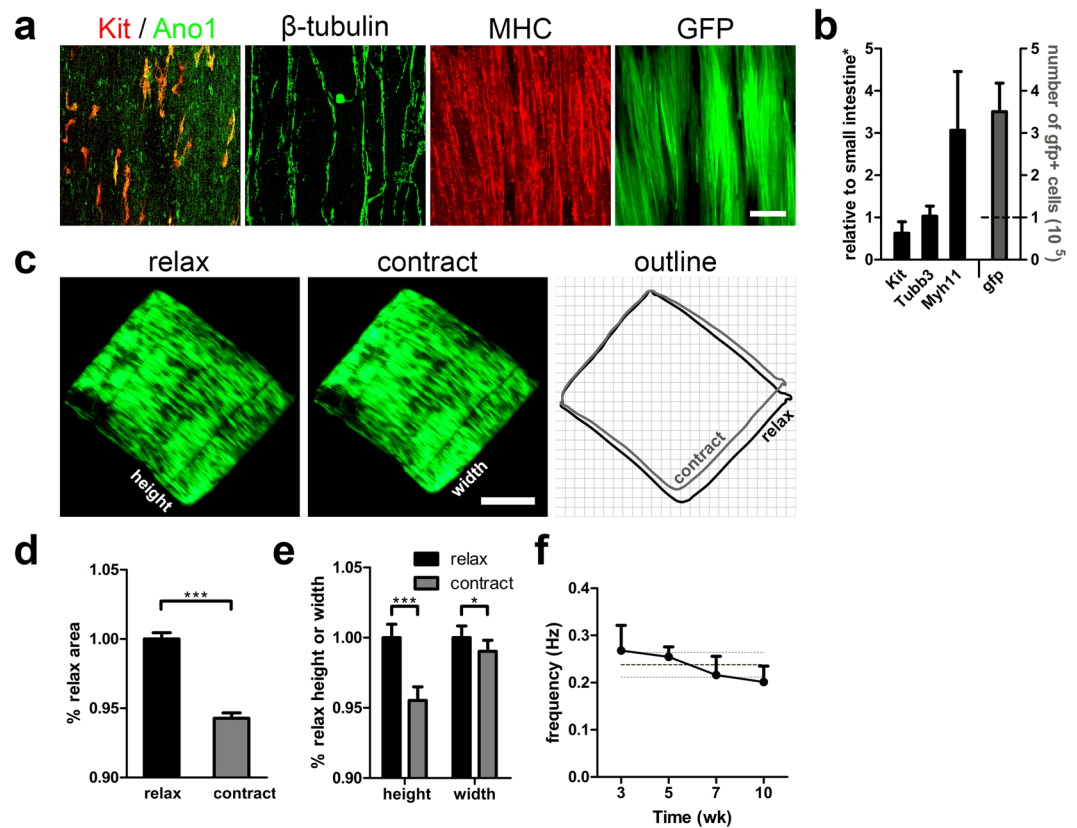 a
Kit / Ano1
β-tubulin
MHC
GFP
b
relative to small intestine*
5
4
3
2
1
0
5
4
3
2
1
0
number of gfp+ cells (10 5)
Kit
Tubb3
Myh11
gfp
c
relax
contract
outline
height
width
contract
relax
d
% relax area
1.05
1.00
0.95
0.90
***
relax
contract
e
relax
contract
% relax height or width
1.05
1.00
0.95
0.90
***
*
height
width
f
frequency (Hz)
0.4
0.3
0.2
0.1
0.0
3
5
7
10
Time (wk)